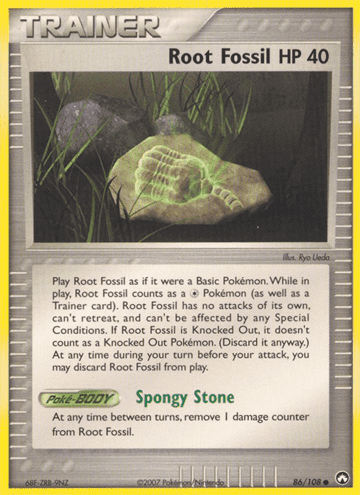 TRAINER
Root Fossil HP 40
Illus. Ryo Ueda
Play Root Fossil as if it were a Basic Pokémon. While in
play, Root Fossil counts as a Pokémon (as well as a
Trainer card). Root Fossil has no attacks of its own,
can't retreat, and can't be affected by any Special
Conditions. If Root Fossil is Knocked Out, it doesn't
count as a Knocked Out Pokémon. (Discard it anyway.)
At any time during your turn before your attack, you
may discard Root Fossil from play.
Poké-BODY Spongy Stone
At any time between turns, remove 1 damage counter
from Root Fossil.
68F-ZRB-9NZ ©2007 Pokémon/Nintendo 86/108 ●